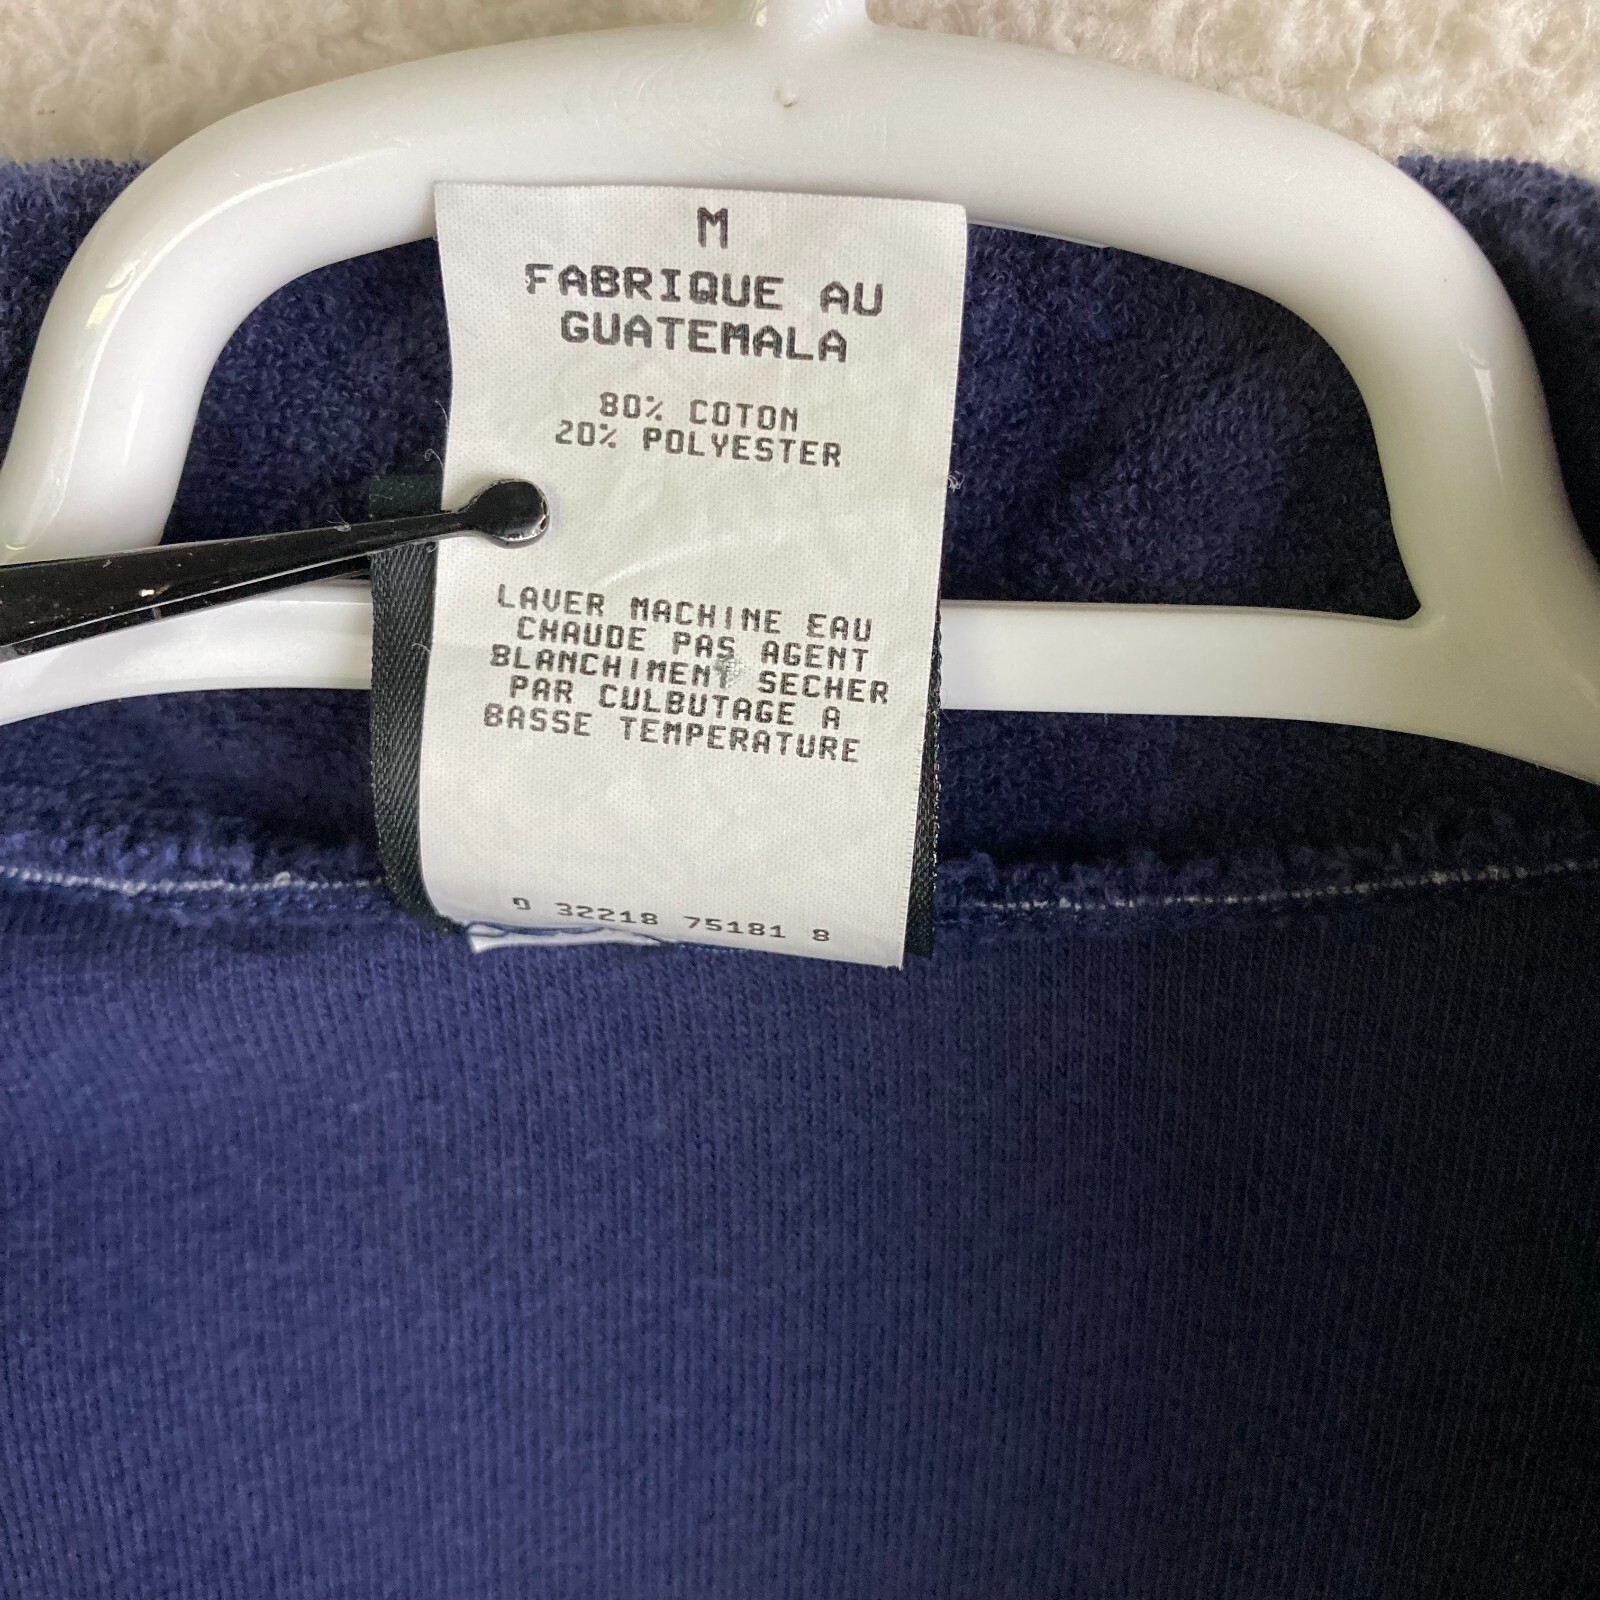 M
FABRIQUE AU
GUATEMALA
80% COTON
20% POLYESTER
LAVER MACHINE EAU
CHAUDE PAS AGENT
BLANCHIMENT SECHER
PAR CULBUTAGE A
BASSE TEMPERATURE
0 32218 75181 8